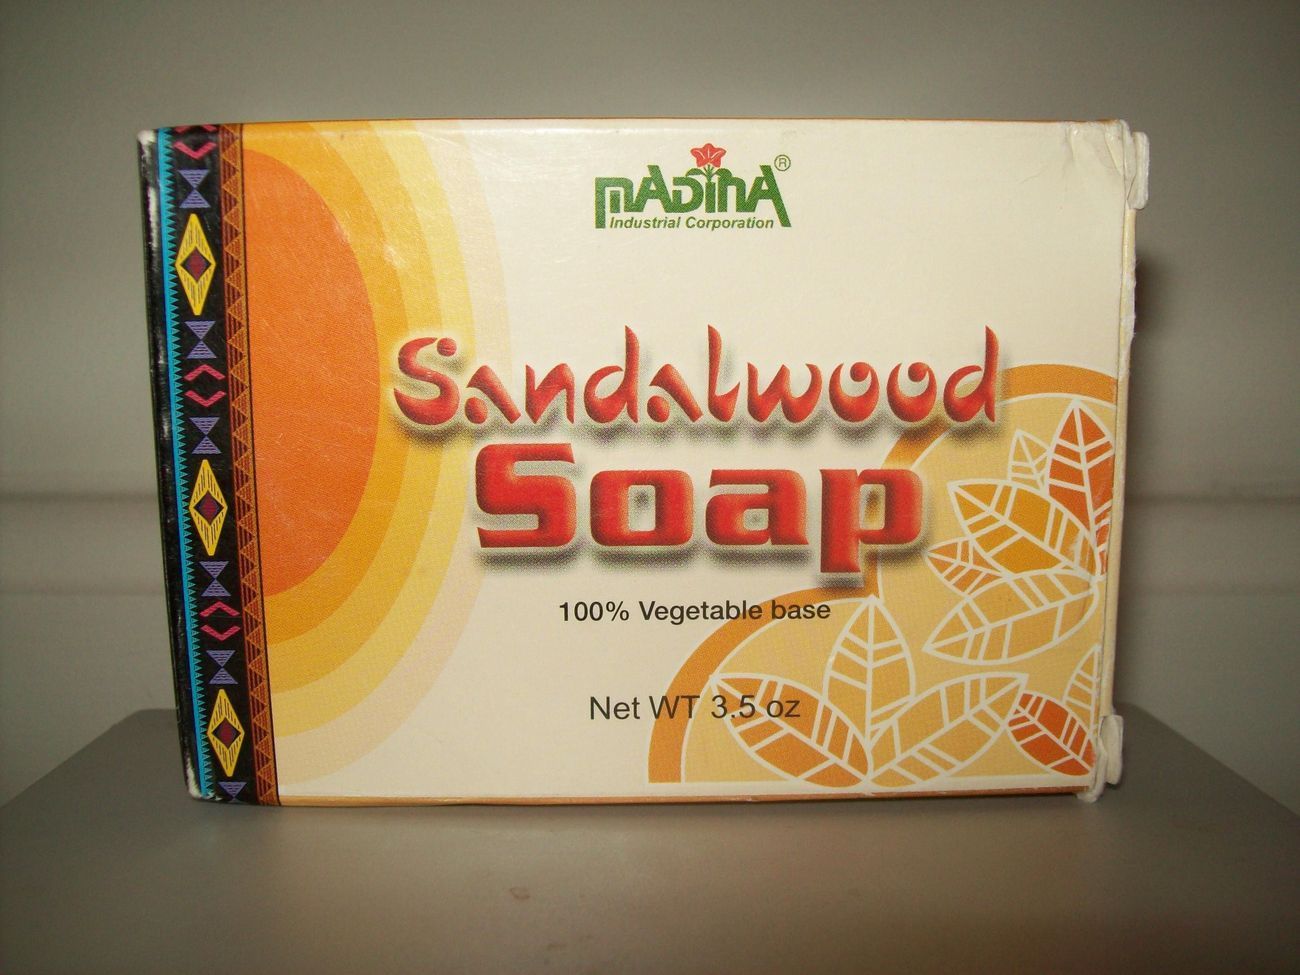 MADINA ®
Industrial Corporation
Sandalwood
Soap
100% Vegetable base
Net WT 3.5 oz